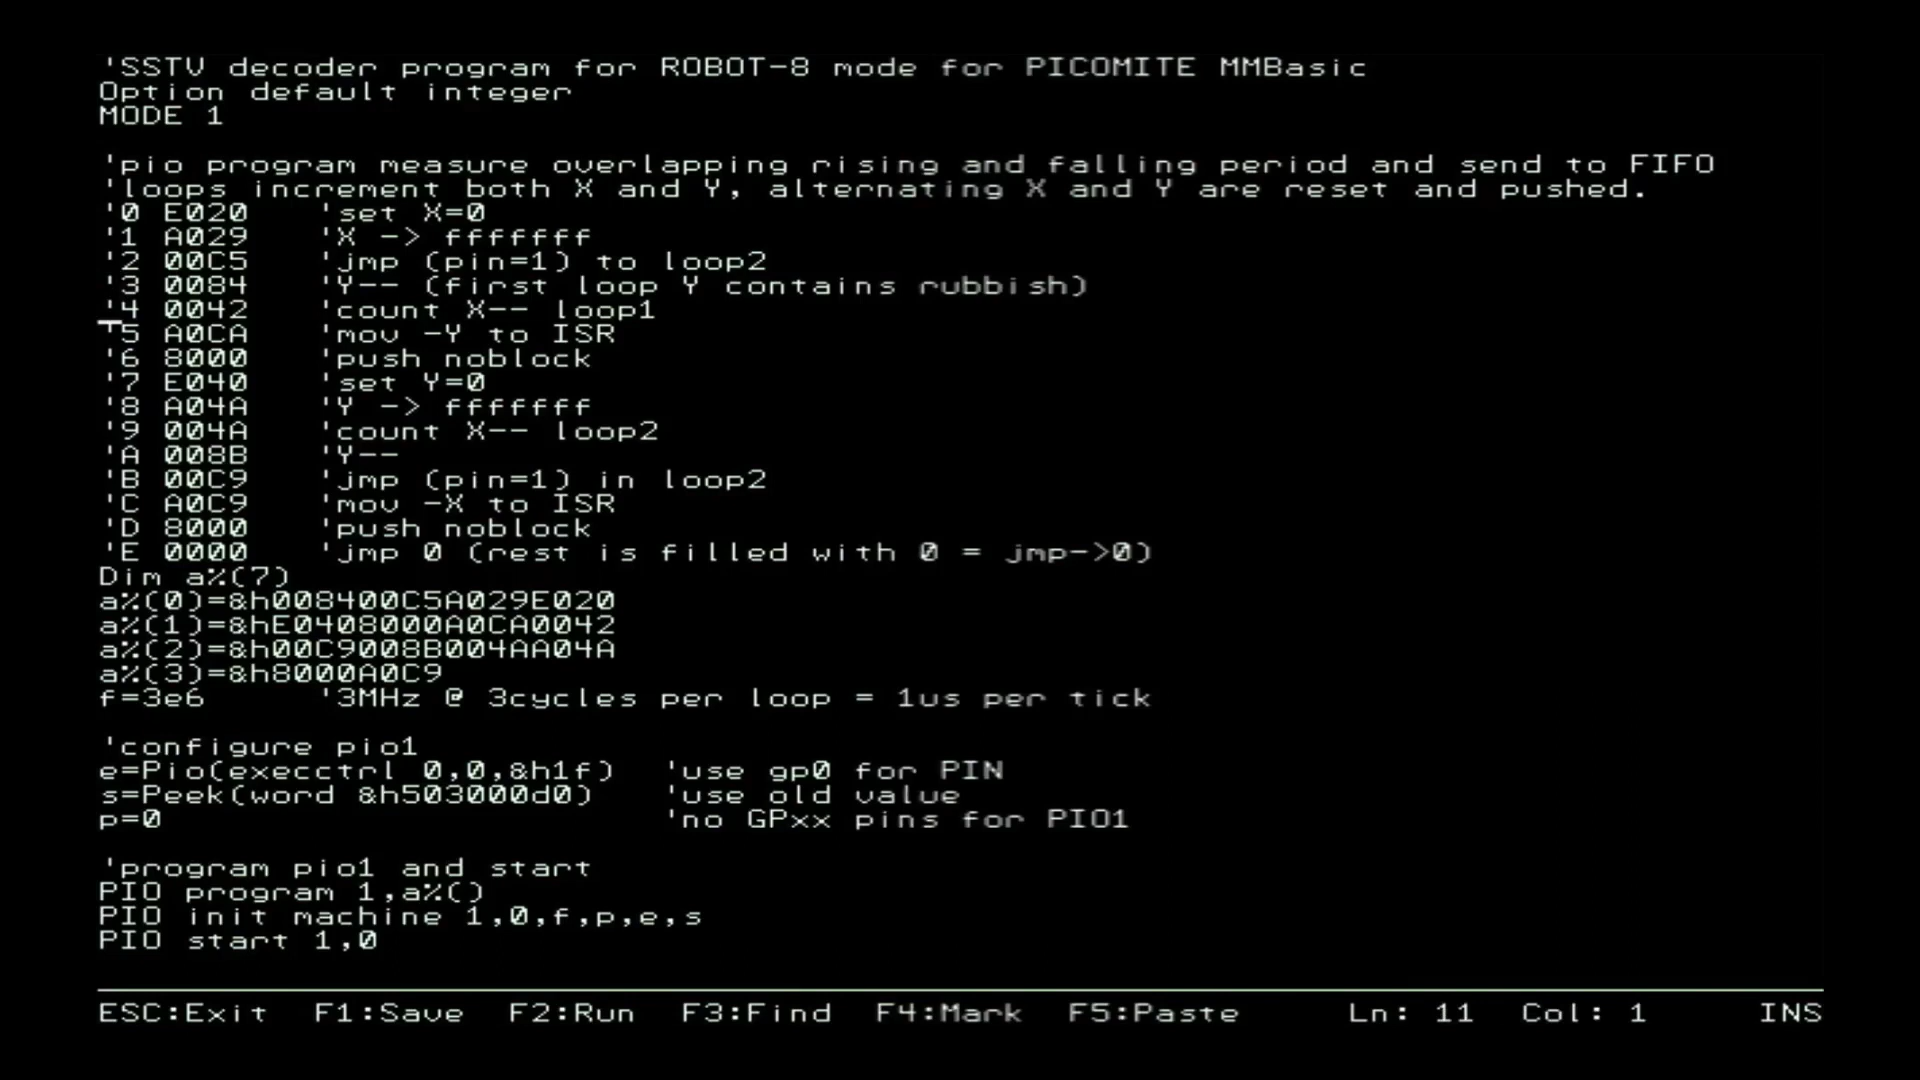 'SSTV decoder program for ROBOT-8 mode for PICOMITE MMBasic
Option default integer
MODE 1
'pio program measure overlapping rising and falling period and send to FIFO
'loops increment both X and Y, alternating X and Y are reset and pushed.
'0 E020 'set X=0
'1 A029 'X -> fffffff
'2 00C5 'jmp (pin=1) to loop2
'3 0084 'Y-- (first loop Y contains rubbish)
'4 0042 'count X-- loop1
'5 A0CA 'mov -Y to ISR
'6 8000 'push noblock
'7 E040 'set Y=0
'8 A04A 'Y -> fffffff
'9 004A 'count X-- loop2
'A 008B 'Y--
'B 00C9 'jmp (pin=1) in loop2
'C A0C9 'mov -X to ISR
'D 8000 'push noblock
'E 0000 'jmp 0 (rest is filled with 0 = jmp->0)
Dim a%(7)
a%(0)=&h008400C5A029E020
a%(1)=&hE0408000A0CA0042
a%(2)=&h00C9008B004AA04A
a%(3)=&h8000A0C9
f=3e6 '3MHz @ 3cycles per loop = 1us per tick
'configure pio1
e=Pio(execctrl 0,0,&h1f) 'use gp0 for PIN
s=Peek(word &h503000d0) 'use old value
p=0 'no GPxx pins for PIO1
'program pio1 and start
PIO program 1,a%()
PIO init machine 1,0,f,p,e,s
PIO start 1,0
ESC:Exit F1:Save F2:Run F3:Find F4:Mark F5:Paste Ln: 11 Col: 1 INS